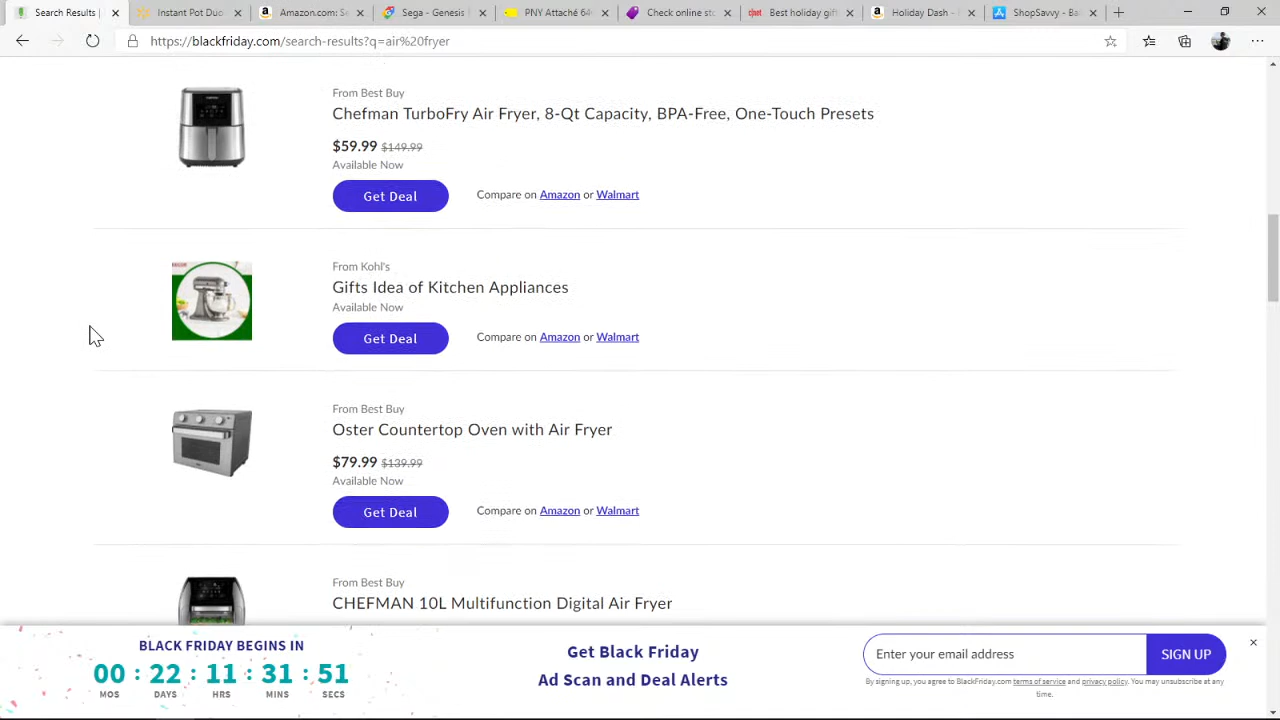 Search Results
Instant Pot Duo
Amazon.com: Se
Sega - Genesis
PNY Attaché 64
Check online sto
Best holiday gift
Holiday Dash -
ShopSavvy - Ba
https://blackfriday.com/search-results?q=air%20fryer
From Best Buy
Chefman TurboFry Air Fryer, 8-Qt Capacity, BPA-Free, One-Touch Presets
$59.99 $149.99
Available Now
Get Deal Compare on Amazon or Walmart
From Kohl's
Gifts Idea of Kitchen Appliances
Available Now
Get Deal Compare on Amazon or Walmart
From Best Buy
Oster Countertop Oven with Air Fryer
$79.99 $139.99
Available Now
Get Deal Compare on Amazon or Walmart
From Best Buy
CHEFMAN 10L Multifunction Digital Air Fryer
BLACK FRIDAY BEGINS IN
00 : 22 : 11 : 31 : 51
MOS DAYS HRS MINS SECS
Get Black Friday
Ad Scan and Deal Alerts
Enter your email address SIGN UP
By signing up, you agree to BlackFriday.com terms of service and privacy policy. You may unsubscribe at any
time.